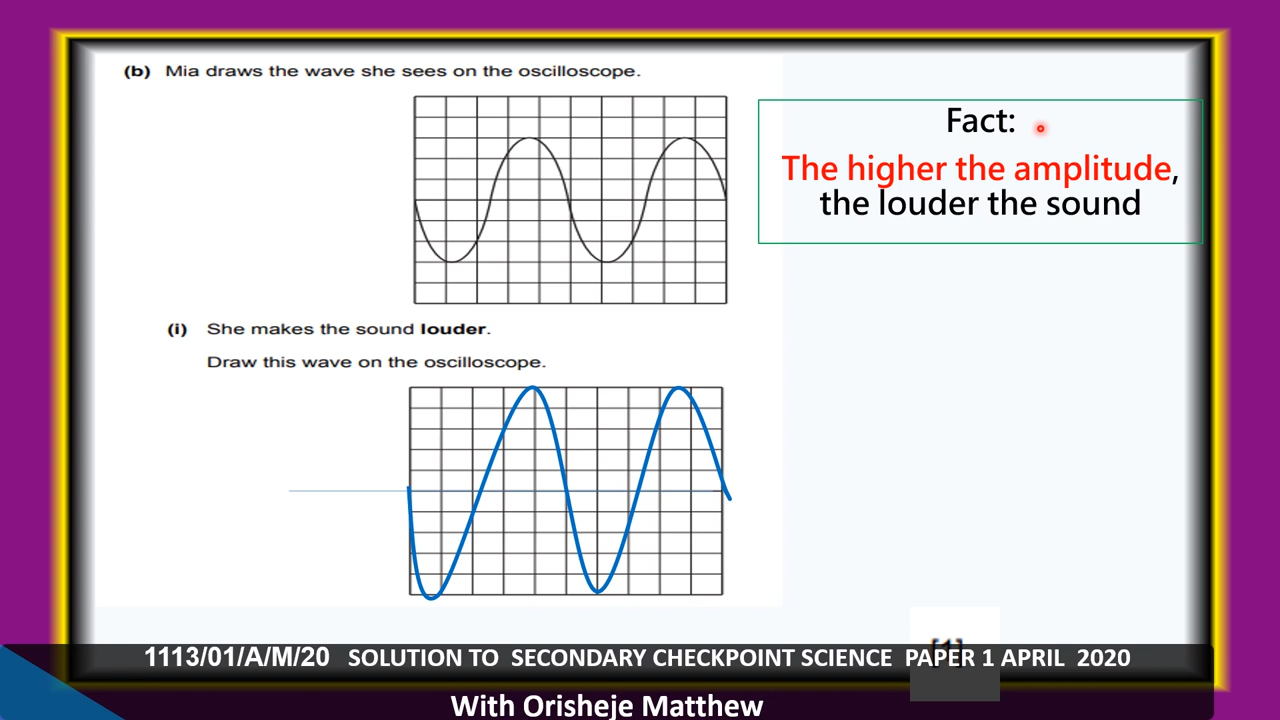 (b) Mia draws the wave she sees on the oscilloscope.
Fact:
The higher the amplitude,
the louder the sound
(i) She makes the sound louder.
Draw this wave on the oscilloscope.
[1]
1113/01/A/M/20 SOLUTION TO SECONDARY CHECKPOINT SCIENCE PAPER 1 APRIL 2020
With Orisheje Matthew